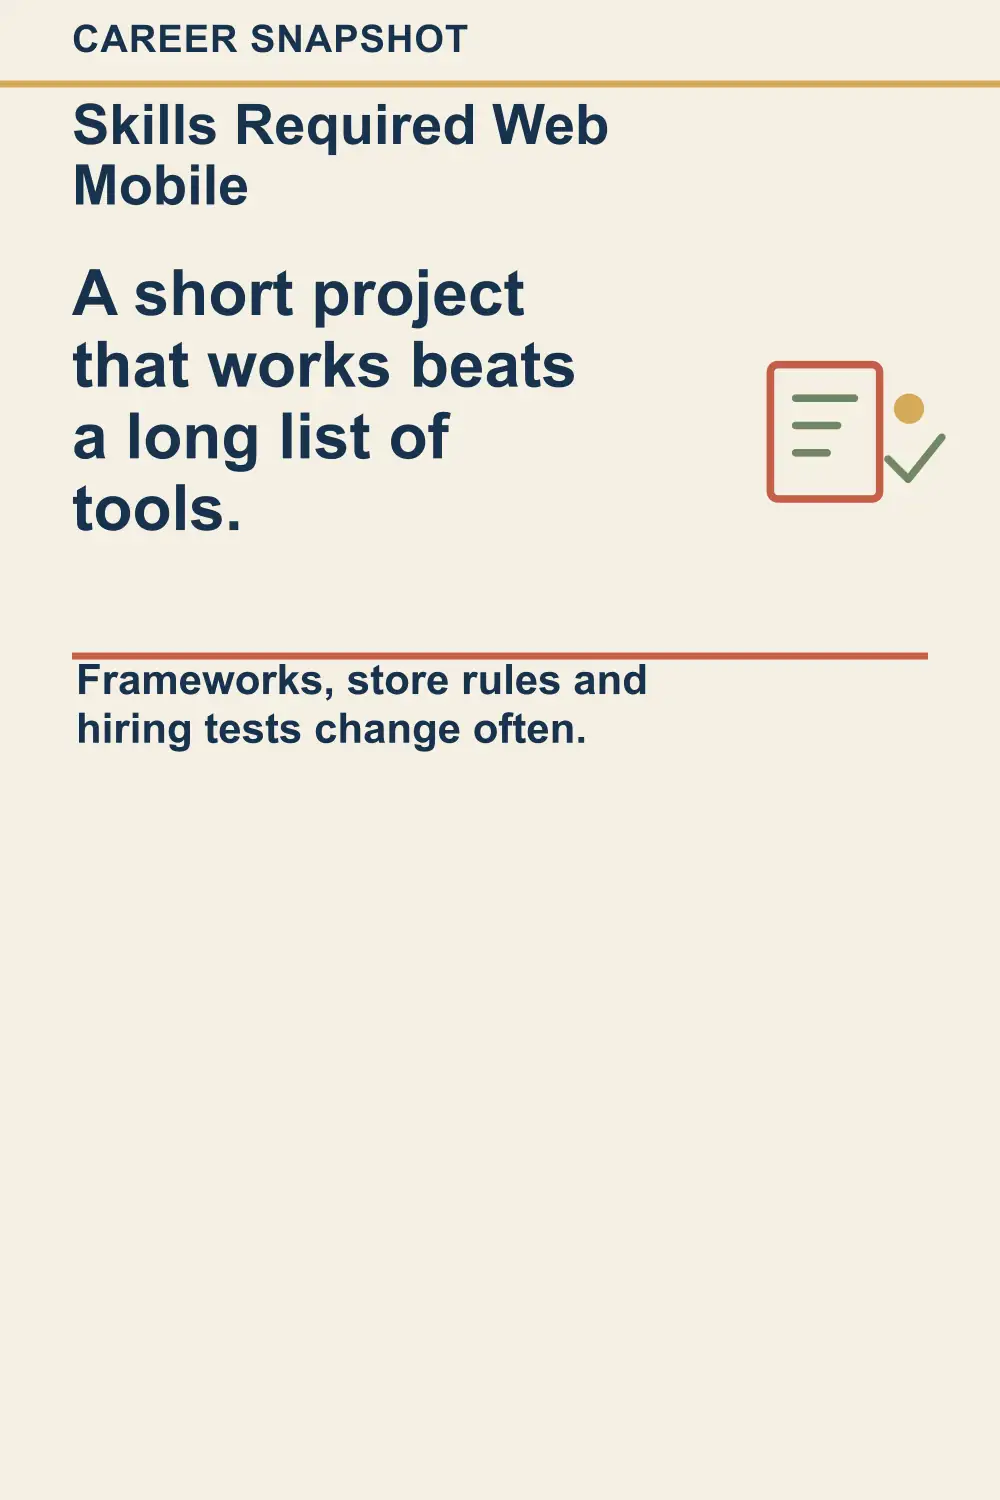 CAREER SNAPSHOT
Skills Required Web
Mobile
A short project
that works beats
a long list of
tools.
Frameworks, store rules and
hiring tests change often.